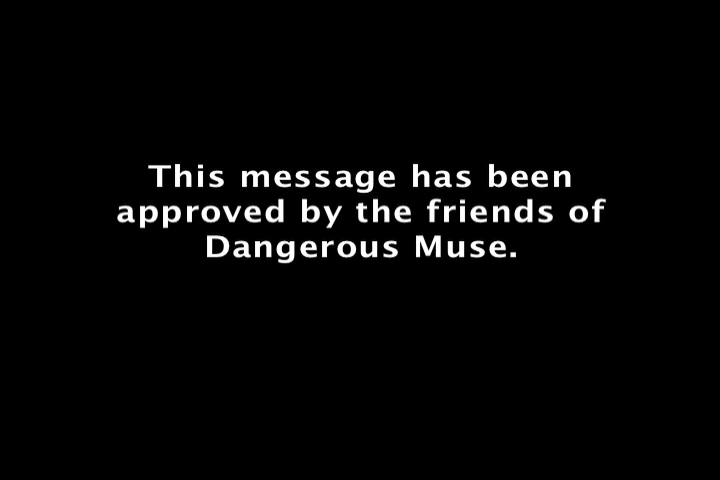 This message has been
approved by the friends of
Dangerous Muse.